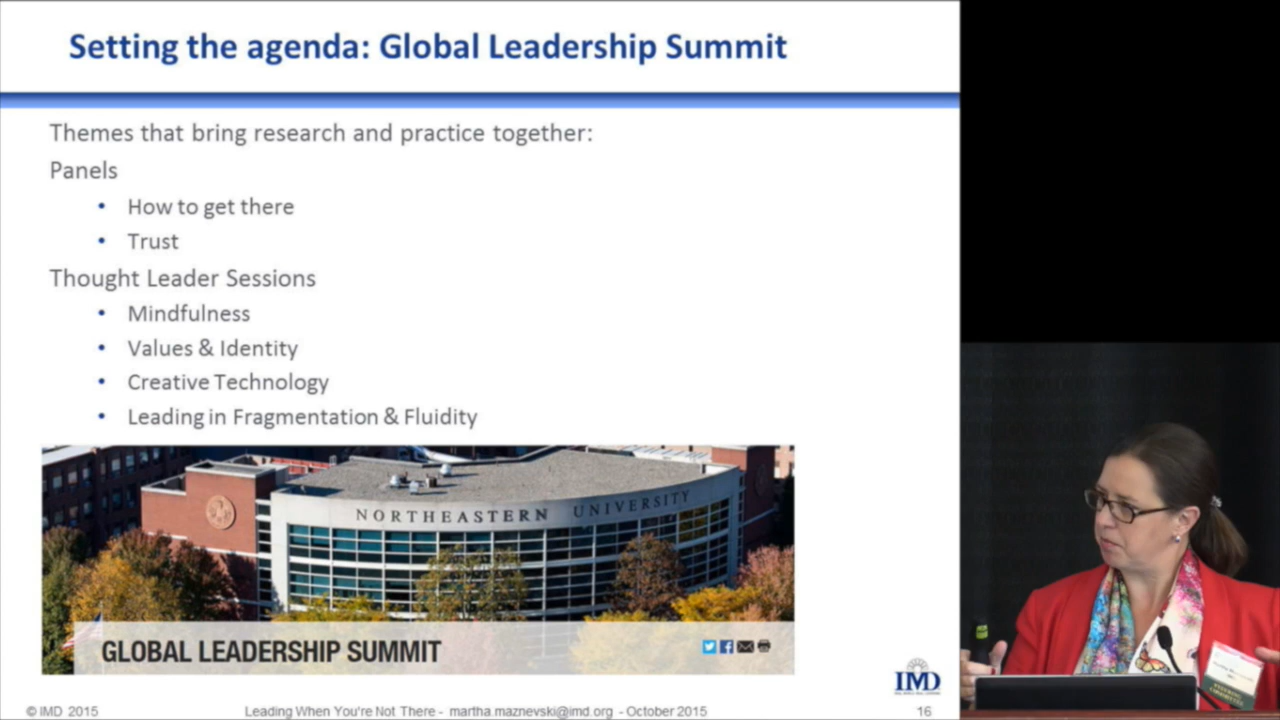 Setting the agenda: Global Leadership Summit
Themes that bring research and practice together:
Panels
• How to get there
• Trust
Thought Leader Sessions
• Mindfulness
• Values & Identity
• Creative Technology
• Leading in Fragmentation & Fluidity
NORTHEASTERN UNIVERSITY
GLOBAL LEADERSHIP SUMMIT
IMD
© IMD 2015
Leading When You're Not There - martha.maznevski@imd.org - October 2015
16